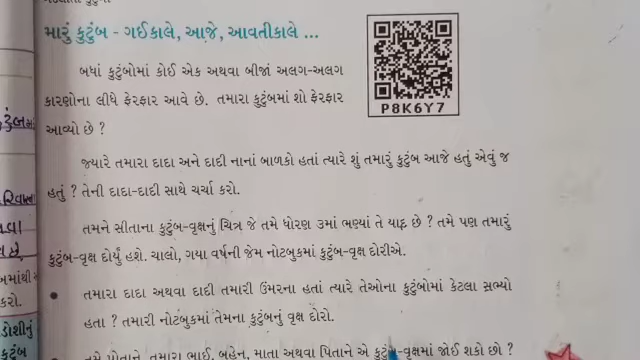 મારું કુટુંબ - ગઈકાલે, આજે, આવતીકાલે ...
બધાં કુટુંબોમાં કોઈ એક અથવા બીજાં અલગ-અલગ
કારણોના લીધે ફેરફાર આવે છે. તમારા કુટુંબમાં શો ફેરફાર
આવ્યો છે ?
P8K6Y7
જ્યારે તમારા દાદા અને દાદી નાનાં બાળકો હતાં ત્યારે શું તમારું કુટુંબ આજે હતું એવું જ
હતું ? તેની દાદા-દાદી સાથે ચર્ચા કરો.
તમને સીતાના કુટુંબ-વૃક્ષનું ચિત્ર જે તમે ધોરણ ૩માં ભણ્યાં તે યાદ છે ? તમે પણ તમારું
કુટુંબ-વૃક્ષ દોર્યું હશે. ચાલો, ગયા વર્ષની જેમ નોટબુકમાં કુટુંબ-વૃક્ષ દોરીએ.
• તમારા દાદા અથવા દાદી તમારી ઉંમરના હતાં ત્યારે તેઓના કુટુંબોમાં કેટલા સભ્યો
હતા ? તમારી નોટબુકમાં તેમના કુટુંબનું વૃક્ષ દોરો.
તમે પોતાને, તમારા ભાઈ, બહેન, માતા અથવા પિતાને એ કુટુંબ-વૃક્ષમાં જોઈ શકો છો ?
કરો.
ડોશીનું
કુટુંબ